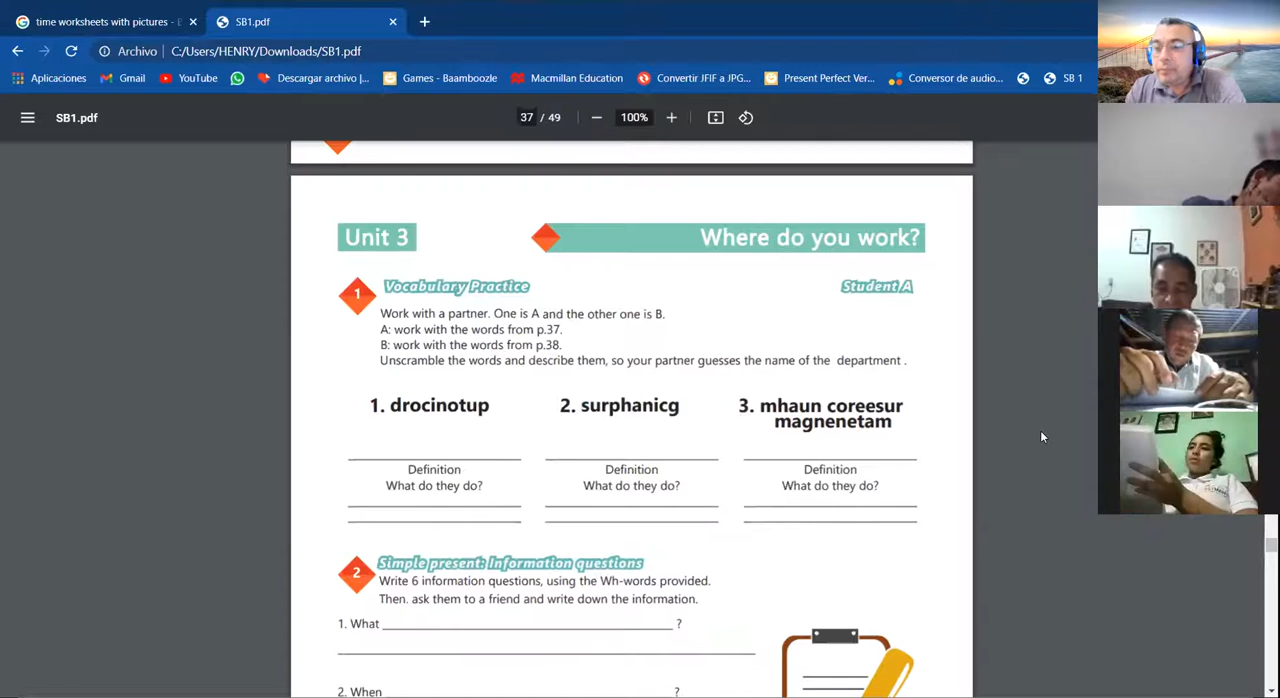 time worksheets with pictures - B
SB1.pdf
Archivo
C:/Users/HENRY/Downloads/SB1.pdf
Aplicaciones
Gmail
YouTube
Descargar archivo |...
Games - Baamboozle
Macmillan Education
Convertir JFIF a JPG...
Present Perfect Ver...
Conversor de audio...
SB 1
SB1.pdf
37 / 49
100%
Unit 3
Where do you work?
1
Vocabulary Practice
Student A
Work with a partner. One is A and the other one is B.
A: work with the words from p.37.
B: work with the words from p.38.
Unscramble the words and describe them, so your partner guesses the name of the department .
1. drocinotup
2. surphanicg
3. mhaun coreesur
magnenetam
Definition
Definition
Definition
What do they do?
What do they do?
What do they do?
2
Simple present: Information questions
Write 6 information questions, using the Wh-words provided.
Then. ask them to a friend and write down the information.
1. What ?
2. When ?